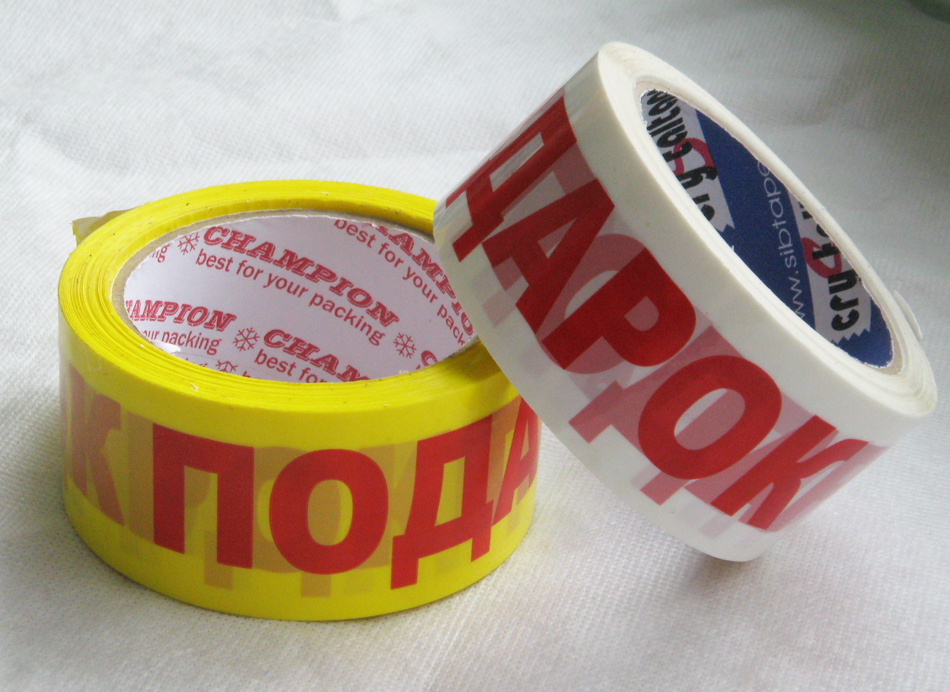 CHAMPION
best for your packing
CHAMPION
best for your packing
CHAMPION
your packing
CHAM
best for
К ПОДА
ДАРОК
www.sibtape